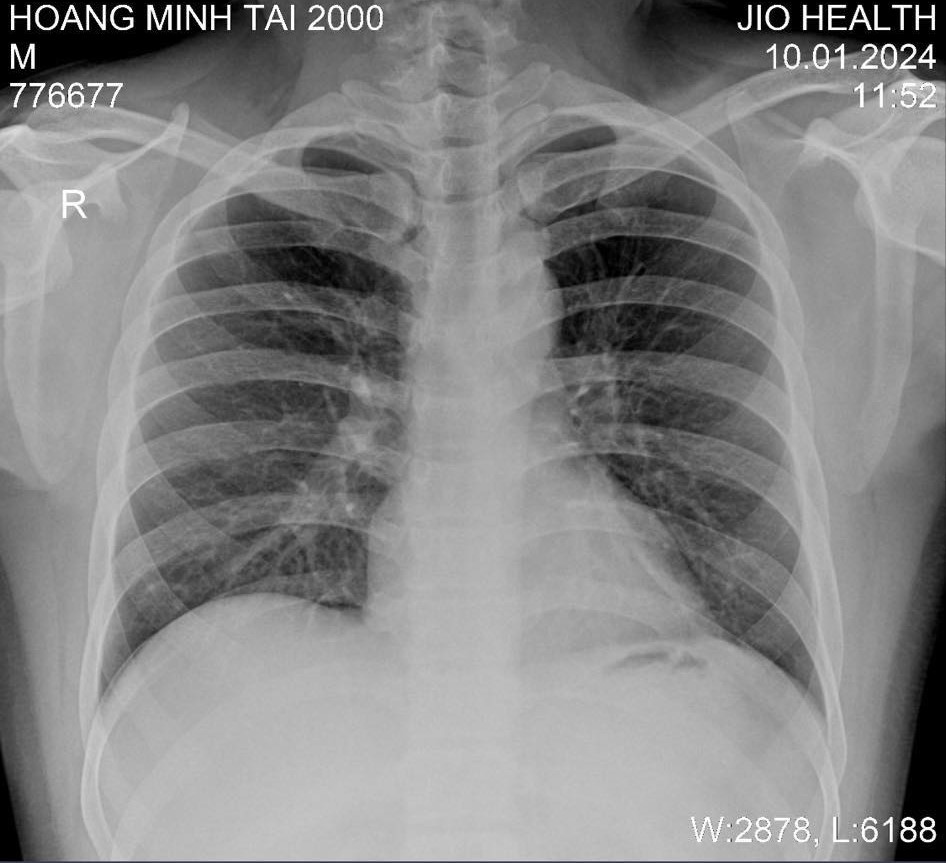 HOANG MINH TAI 2000
M
776677
JIO HEALTH
10.01.2024
11:52
R
W:2878, L:6188